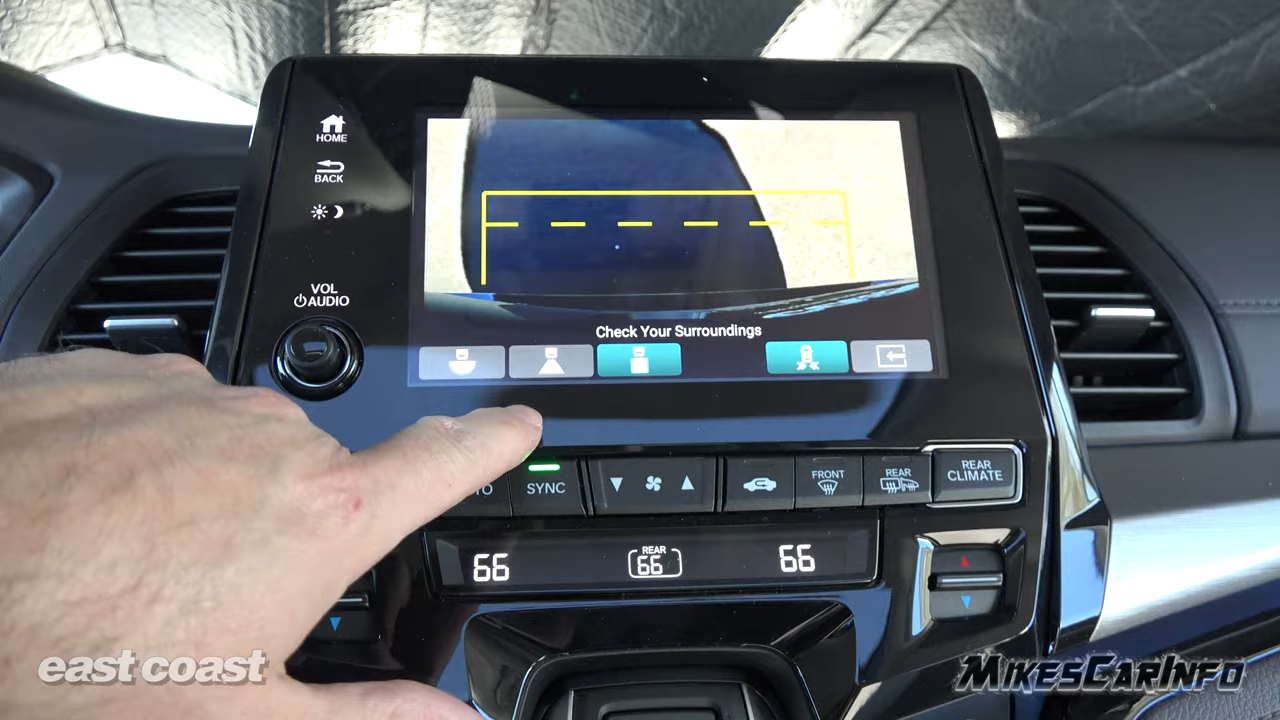 HOME
BACK
VOL
AUDIO
Check Your Surroundings
SYNC
FRONT
REAR
REAR
CLIMATE
66
REAR
66
66
east coast
MIKESCARINFO